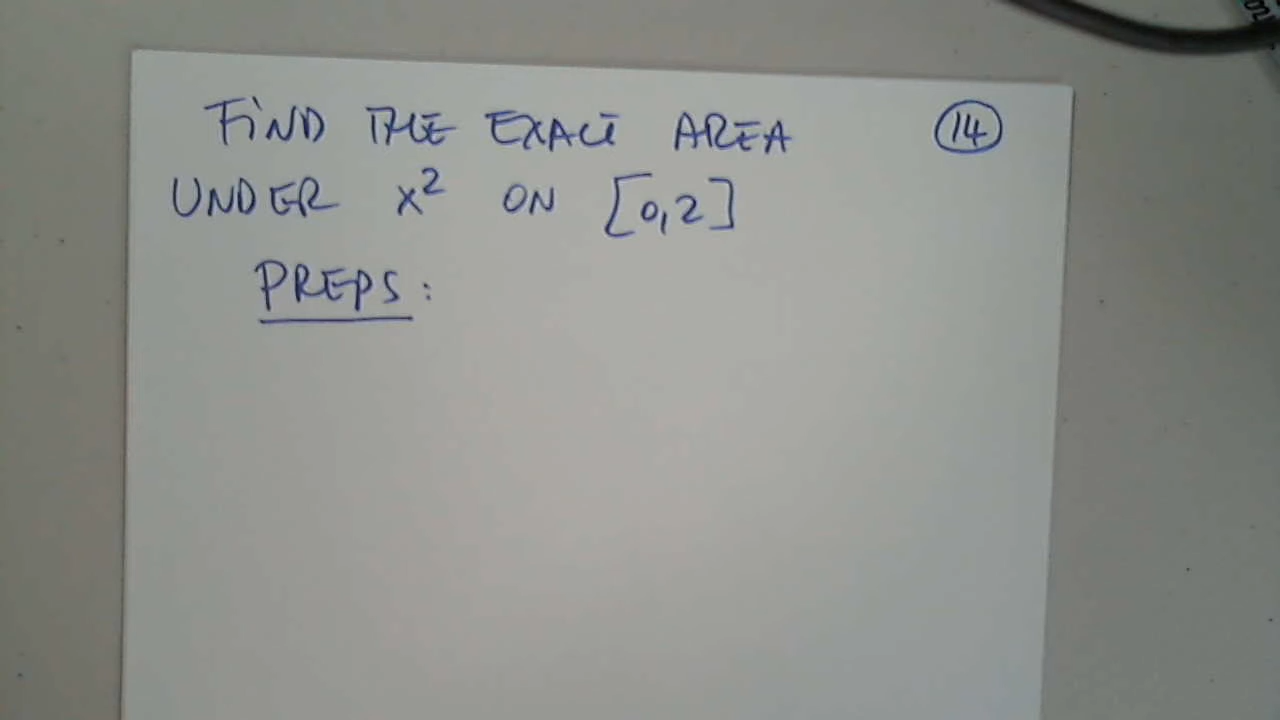 FIND THE EXACT AREA (14)
UNDER x² ON [0,2]
PREPS: